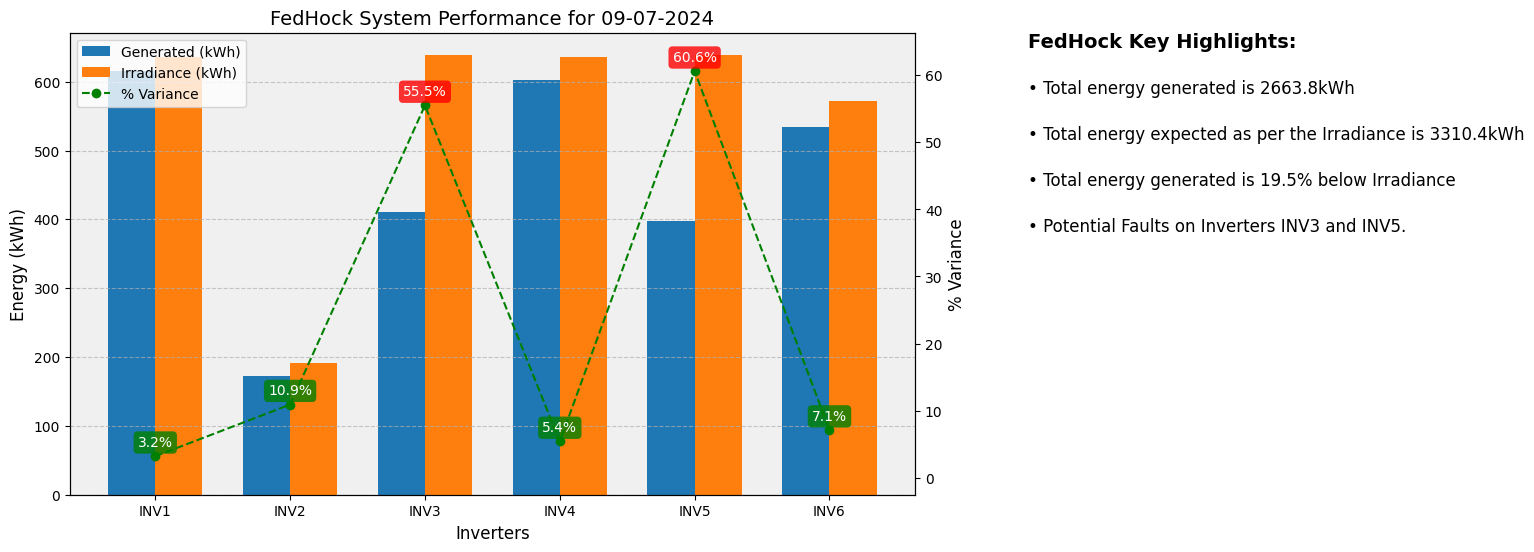 FedHock System Performance for 09-07-2024
Generated (kWh)
Irradiance (kWh)
% Variance
Energy (kWh)
600
500
400
300
200
100
0
3.2%
10.9%
55.5%
5.4%
60.6%
7.1%
60
50
40
30
20
10
0
% Variance
INV1 INV2 INV3 INV4 INV5 INV6
Inverters
FedHock Key Highlights:
• Total energy generated is 2663.8kWh
• Total energy expected as per the Irradiance is 3310.4kWh
• Total energy generated is 19.5% below Irradiance
• Potential Faults on Inverters INV3 and INV5.